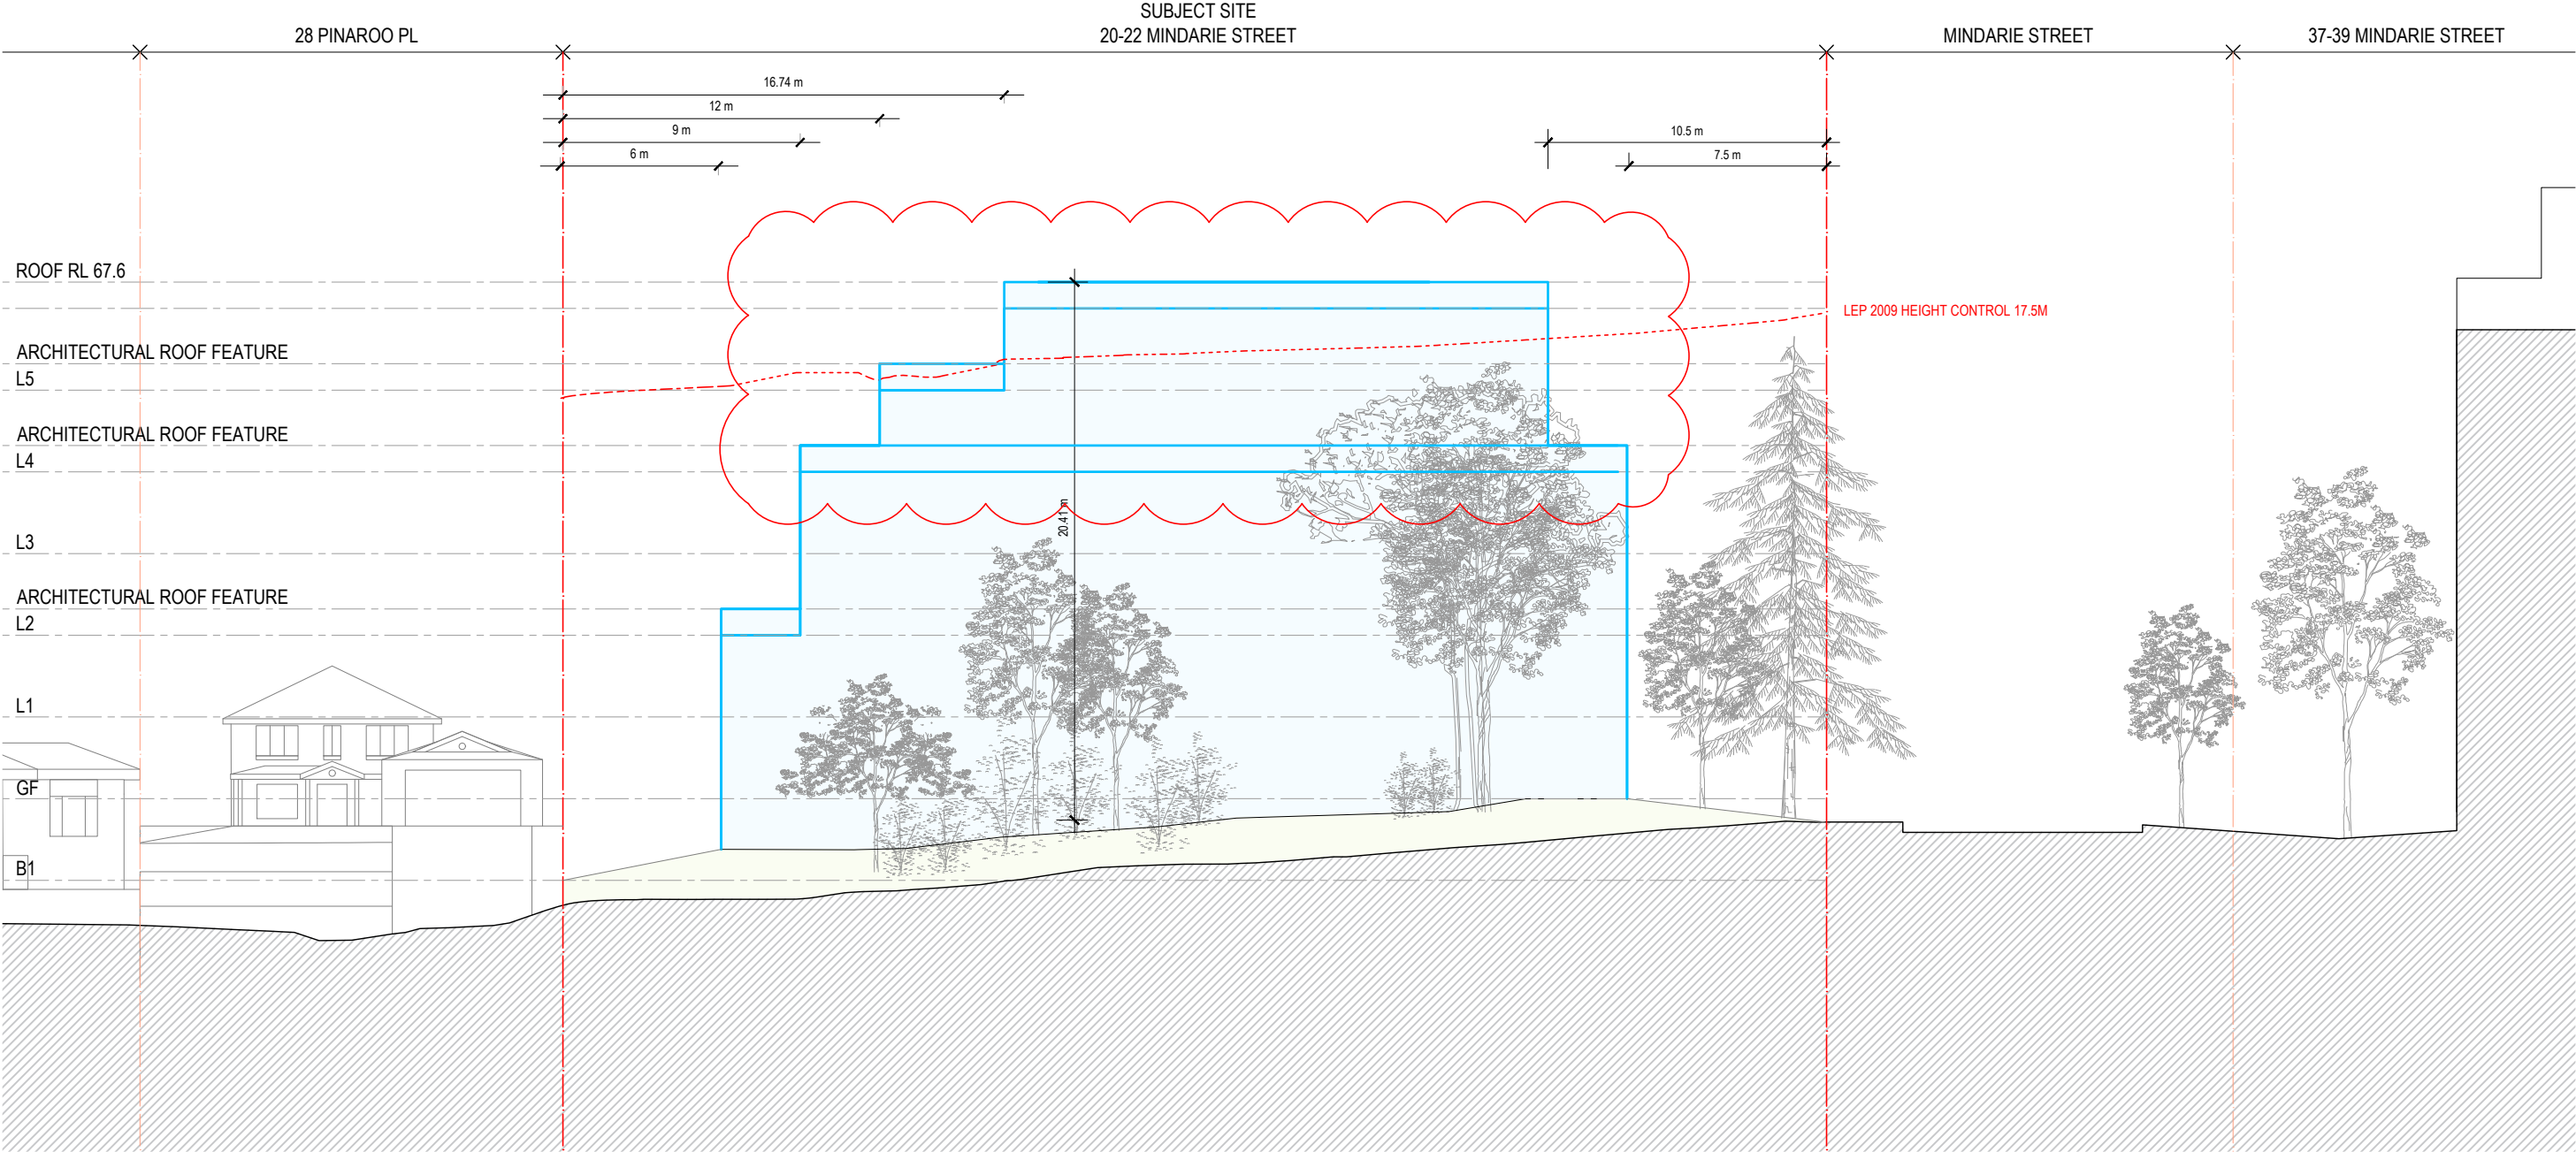 SUBJECT SITE
28 PINAROO PL
20-22 MINDARIE STREET
MINDARIE STREET
37-39 MINDARIE STREET
16.74 m
12 m
9 m
10.5 m
6 m
7.5 m
ROOF RL 67.6
LEP 2009 HEIGHT CONTROL 17.5M
ARCHITECTURAL ROOF FEATURE
L5
ARCHITECTURAL ROOF FEATURE
L4
20.41 m
L3
ARCHITECTURAL ROOF FEATURE
L2
L1
GF
B1